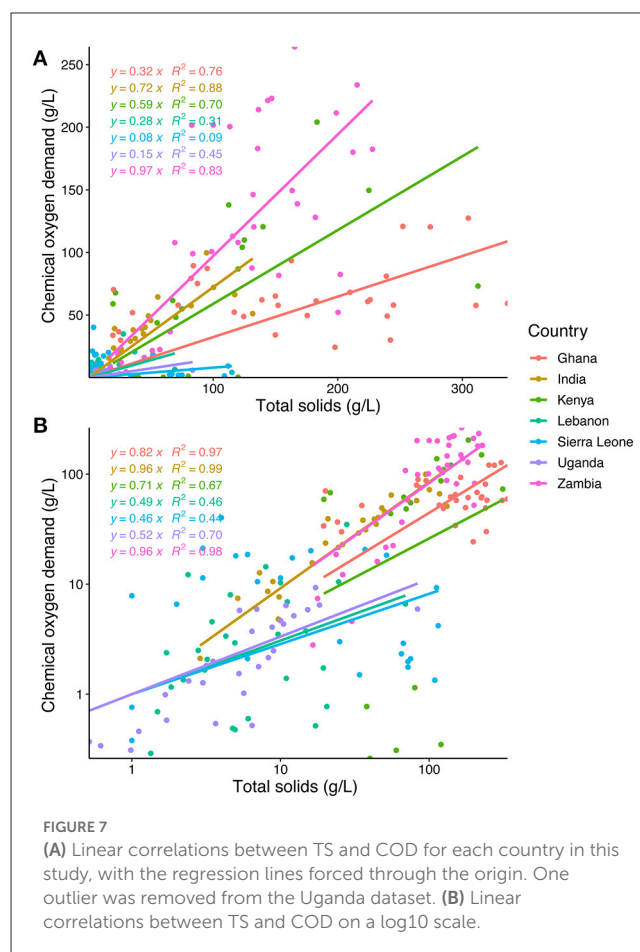 A
y = 0.32 x R² = 0.76
y = 0.72 x R² = 0.88
y = 0.59 x R² = 0.70
y = 0.28 x R² = 0.31
y = 0.08 x R² = 0.09
y = 0.15 x R² = 0.45
y = 0.97 x R² = 0.83
250
200
150
100
50
Chemical oxygen demand (g/L)
100
200
300
Total solids (g/L)
B
y = 0.82 x R² = 0.97
y = 0.96 x R² = 0.99
y = 0.71 x R² = 0.67
y = 0.49 x R² = 0.46
y = 0.46 x R² = 0.44
y = 0.52 x R² = 0.70
y = 0.96 x R² = 0.98
100
10
1
Chemical oxygen demand (g/L)
1
10
100
Total solids (g/L)
Country
Ghana
India
Kenya
Lebanon
Sierra Leone
Uganda
Zambia
FIGURE 7
(A) Linear correlations between TS and COD for each country in this
study, with the regression lines forced through the origin. One
outlier was removed from the Uganda dataset. (B) Linear
correlations between TS and COD on a log10 scale.